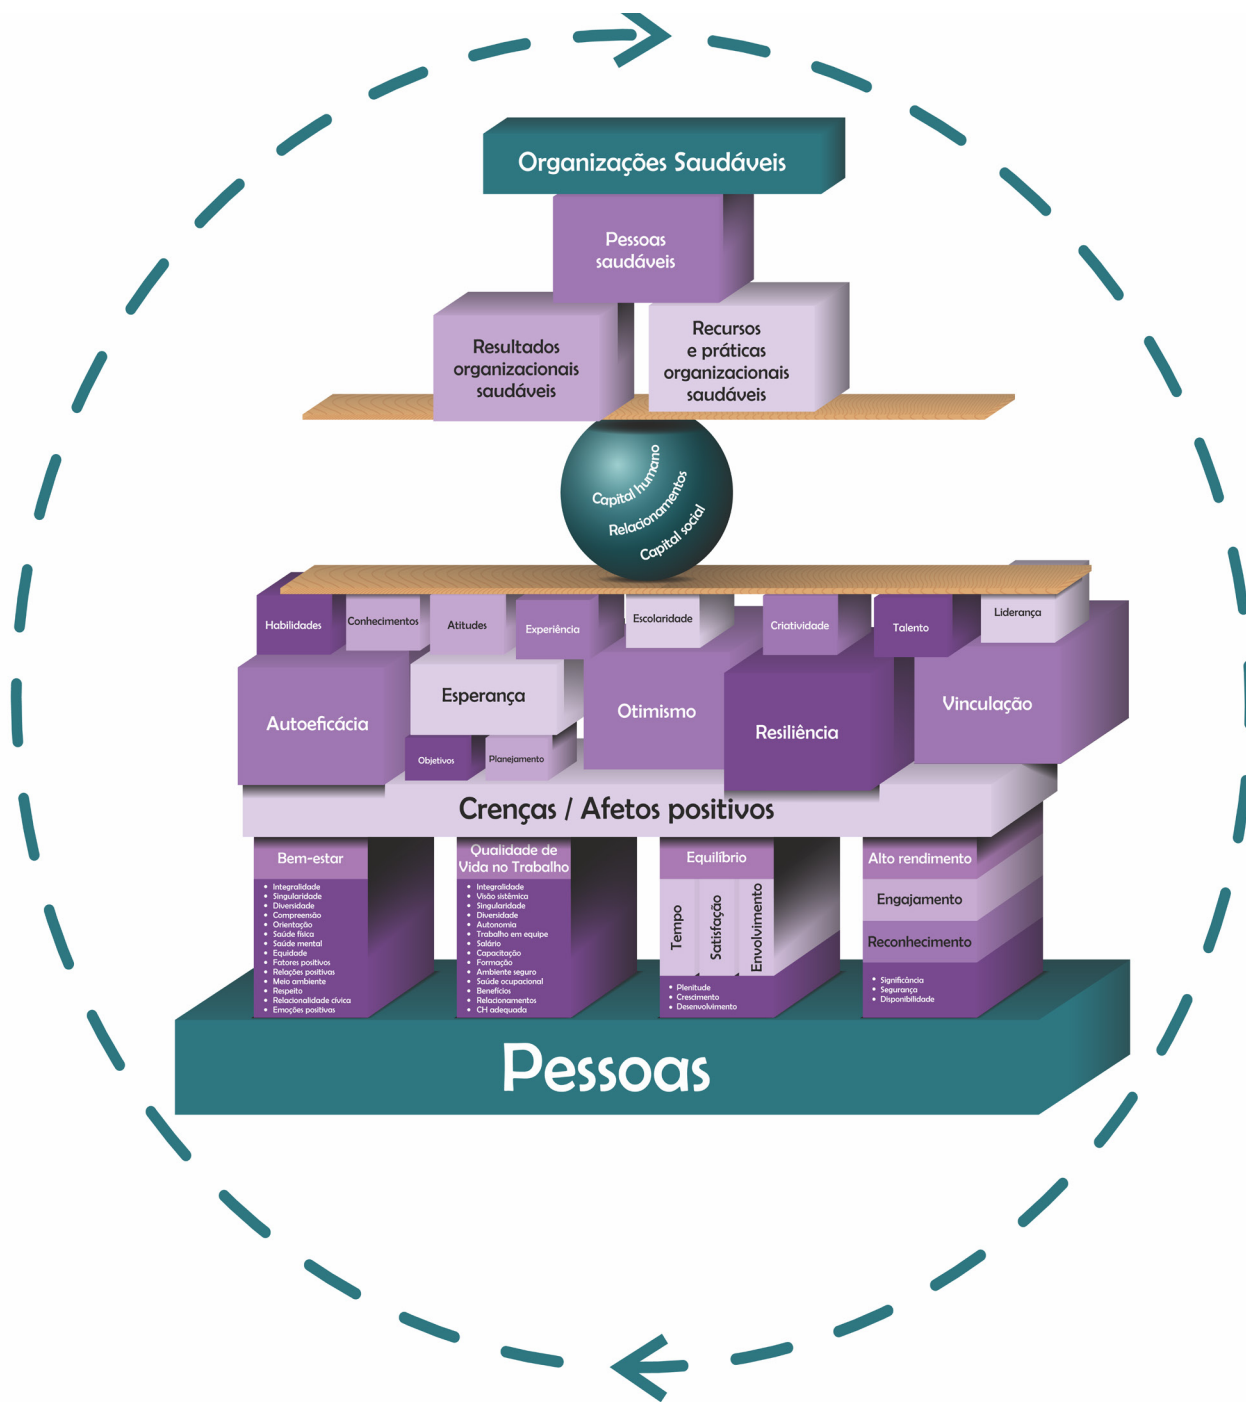 Organizações Saudáveis
Pessoas
saudáveis
Resultados
organizacionais
saudáveis
Recursos
e práticas
organizacionais
saudáveis
Capital humano
Relacionamentos
Capital social
Habilidades
Conhecimentos
Atitudes
Experiência
Escolaridade
Criatividade
Talento
Liderança
Autoeficácia
Esperança
Otimismo
Resiliência
Vinculação
Objetivos
Planejamento
Crenças / Afetos positivos
Bem-estar
• Integralidade
• Singularidade
• Diversidade
• Compreensão
• Orientação
• Saúde física
• Saúde mental
• Equidade
• Fatores positivos
• Relações positivas
• Meio ambiente
• Respeito
• Relacionalidade cívica
• Emoções positivas
Qualidade de
Vida no Trabalho
• Integralidade
• Visão sistêmica
• Singularidade
• Diversidade
• Autonomia
• Trabalho em equipe
• Salário
• Capacitação
• Formação
• Ambiente seguro
• Saúde ocupacional
• Benefícios
• Relacionamentos
• CH adequada
Equilíbrio
Tempo
Satisfação
Envolvimento
• Plenitude
• Crescimento
• Desenvolvimento
Alto rendimento
Engajamento
Reconhecimento
• Significância
• Segurança
• Disponibilidade
Pessoas